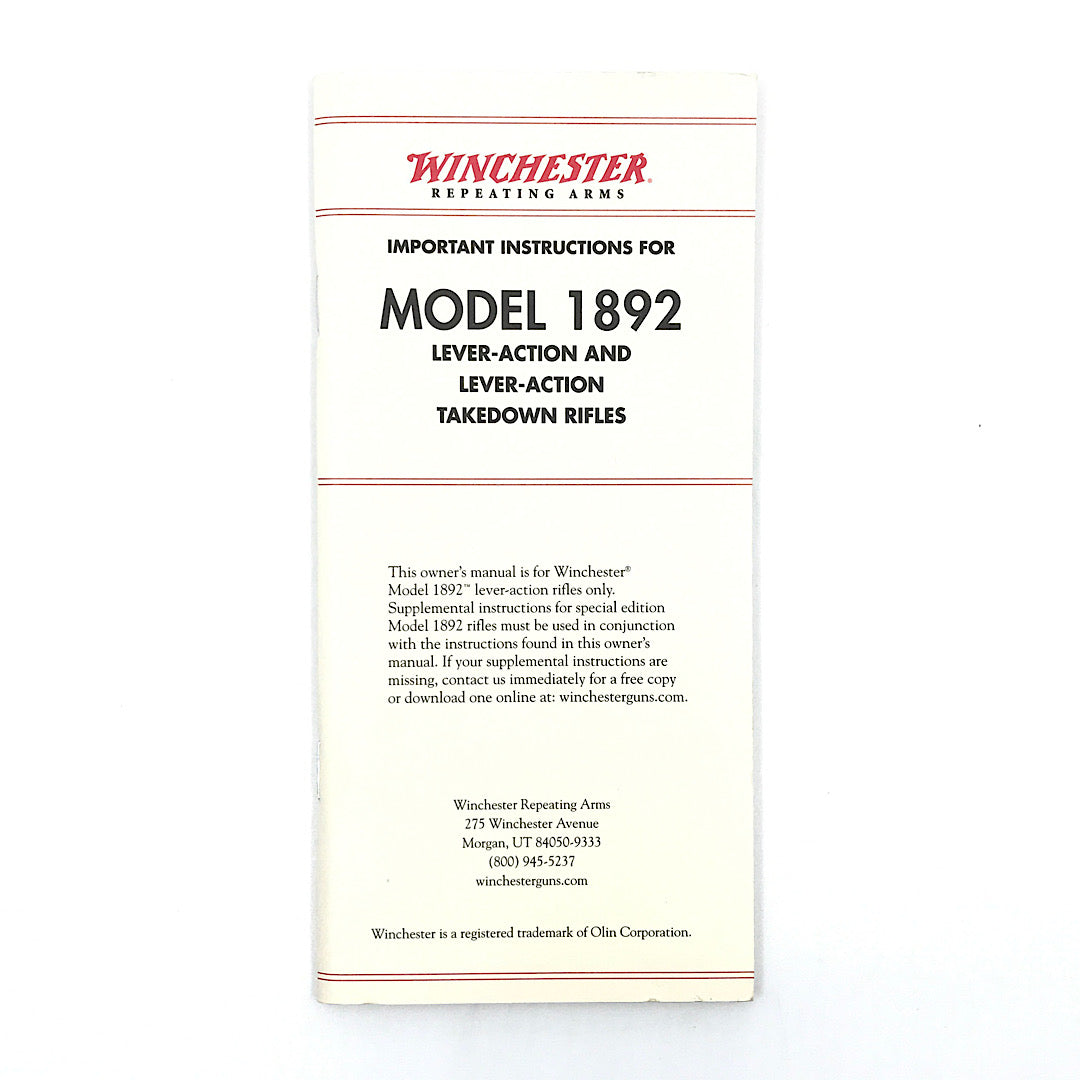 WINCHESTER®
REPEATING ARMS
IMPORTANT INSTRUCTIONS FOR
MODEL 1892
LEVER-ACTION AND
LEVER-ACTION
TAKEDOWN RIFLES
This owner's manual is for Winchester®
Model 1892™ lever-action rifles only.
Supplemental instructions for special edition
Model 1892 rifles must be used in conjunction
with the instructions found in this owner's
manual. If your supplemental instructions are
missing, contact us immediately for a free copy
or download one online at: winchesterguns.com.
Winchester Repeating Arms
275 Winchester Avenue
Morgan, UT 84050-9333
(800) 945-5237
winchesterguns.com
Winchester is a registered trademark of Olin Corporation.